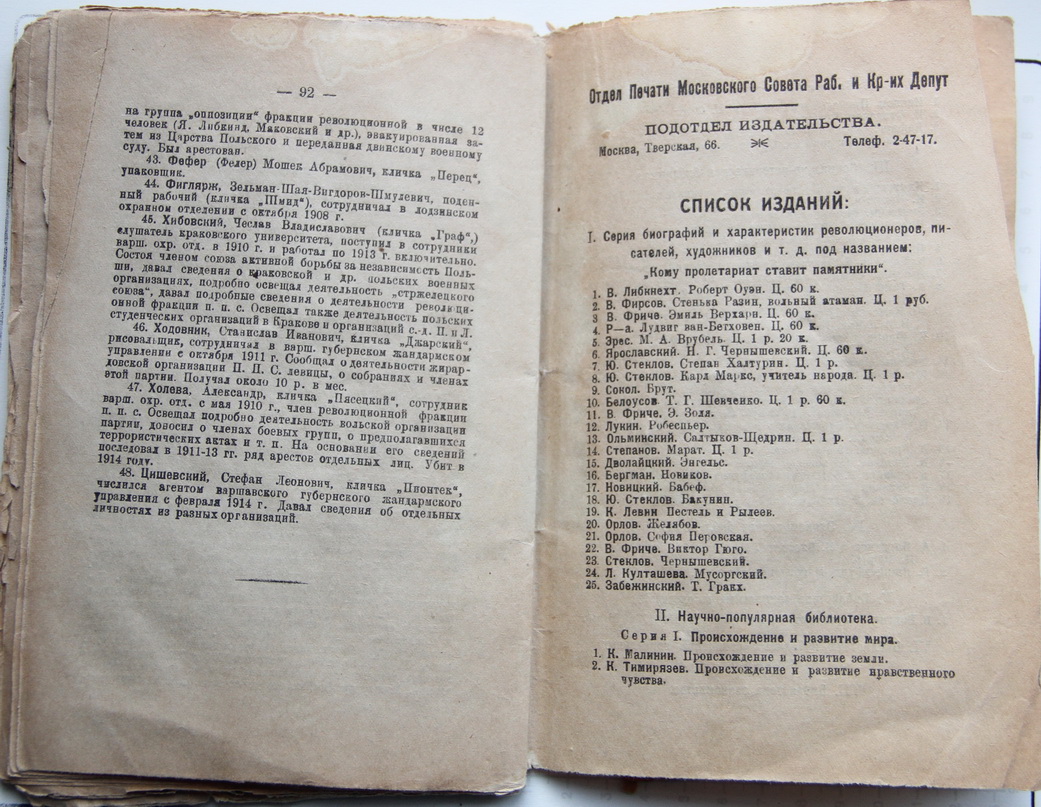 — 92 —
на группа „оппозиции“ фракции революционной в числе 12
человек (Я. Либкинд, Маковский и др.), эвакуированная за-
тем из Царства Польского и переданная двинскому военному
суду. Был арестован.
43. Фефер (Фелер) Мошек Абрамович, кличка „Перец“,
упаковщик.
44. Фиглярж, Зельман-Шая-Вигдоров-Шмулевич, поден-
ный рабочий (кличка „Шмид“), сотрудничал в лодзинском
охранном отделении с октября 1908 г.
45. Хибовский, Чеслав Владиславович (кличка „Граф“,)
слушатель краковского университета, поступил в сотрудники
варш. охр. отд. в 1910 г. и работал по 1913 г. включительно.
Состоя членом союза активной борьбы за независимость Поль-
ши, давал сведения о краковской и др. польских военных
организациях, подробно освещал деятельность „стржелецкого
союза“, давал подробные сведения о деятельности революци-
онной фракции п. п. с. Освещал также деятельность польских
студенческих организаций в Кракове и организаций с.-д. П. и Л.
46. Ходовник, Станислав Иванович, кличка „Джарский“,
рисовальщик, сотрудничал в варш. губернском жандармском
управлении с октября 1911 г. Сообщал о деятельности жирар-
довской организации П. П. С. левицы, о собраниях и членах
этой партии. Получал около 10 р. в мес.
47. Холева, Александр, кличка „Пясецкий“, сотрудник
варш. охр. отд. с мая 1910 г., член революционной фракции
п. п. с. Освещал подробно деятельность вольской организации
партии, доносил о членах боевых групп, о предполагавшихся
террористических актах и т. п. На основании его сведений
последовал в 1911-13 гг. ряд арестов отдельных лиц. Убит в
1914 году.
48. Цишевский, Стефан Леонович, кличка „Пионтек“,
числился агентом варшавского губернского жандармского
управления с февраля 1914 г. Давал сведения об отдельных
личностях из разных организаций.
Отдел Печати Московского Совета Раб. и Кр-их Депут
ПОДОТДЕЛ ИЗДАТЕЛЬСТВА.
Москва, Тверская, 66. Телеф. 2-47-17.
СПИСОК ИЗДАНИЙ:
I. Серия биографий и характеристик революционеров, пи-
сателей, художников и т. д. под названием:
„Кому пролетариат ставит памятники“.
1. В. Либкнехт. Роберт Оуэн. Ц. 60 к.
2. В. Фирсов. Стенька Разин, вольный атаман. Ц. 1 руб.
3 В. Фриче. Эмиль Верхарн. Ц. 60 к.
4. Р—а. Лудвиг ван-Бетховен. Ц. 60 к.
5. Эрес. М. А. Врубель. Ц. 1 р. 20 к.
6. Ярославский. Н. Г. Чернышевский. Ц. 60 к.
7. Ю. Стеклов. Степан Халтурин. Ц. 1 р.
8. Ю. Стеклов. Карл Маркс, учитель народа. Ц. 1 р.
9. Сокол. Брут.
10. Белоусов. Т. Г. Шевченко. Ц. 1 р. 60 к.
11. В. Фриче. Э. Золя.
12. Лукин. Робеспьер.
13. Ольминский. Салтыков-Щедрин. Ц. 1 р.
14. Степанов. Марат. Ц. 1 р.
15. Дволайцкий. Энгельс.
16. Бергман. Новиков.
17. Новицкий. Бабеф.
18. Ю. Стеклов. Бакунин.
19. К. Левин Пестель и Рылеев.
20. Орлов. Желябов.
21. Орлов. София Перовская.
22. В. Фриче. Виктор Гюго.
23. Стеклов. Чернышевский.
24. Л. Култашева. Мусоргский.
25. Забежинский. Т. Гракх.
II. Научно-популярная библиотека.
Серия I. Происхождение и развитие мира.
1. К. Малинин. Происхождение и развитие земли.
2. К. Тимирязев. Происхождение и развитие нравственного
чувства.